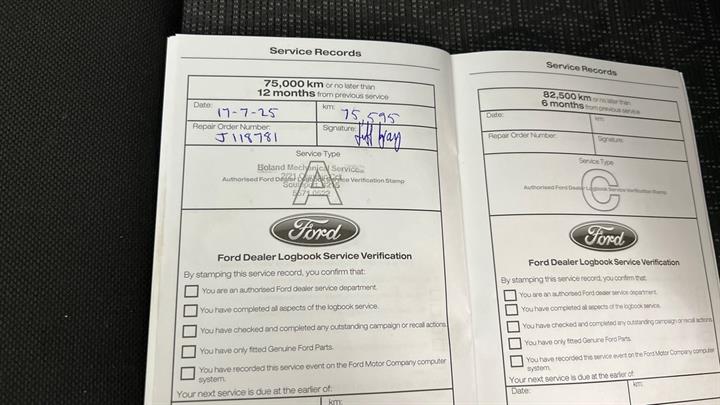 Service Records
75,000 km or no later than
12 months from previous service
Date: 17-7-25
km: 75,595
Repair Order Number: J118781
Signature:
Service Type
Boland Mechanical Services
Authorised Ford Dealer Logbook Service Verification Stamp
A
Southport 4215
Ford
Ford Dealer Logbook Service Verification
By stamping this service record, you confirm that:
You are an authorised Ford dealer service department.
You have completed all aspects of the logbook service.
You have checked and completed any outstanding campaign or recall actions.
You have only fitted Genuine Ford Parts.
You have recorded this service event on the Ford Motor Company computer
system.
Your next service is due at the earlier of:
km:
Service Records
82,500 km or no later than
6 months from previous service
Date:
km:
Repair Order Number:
Signature:
Service Type
Authorised Ford Dealer Logbook Service Verification Stamp
C
Ford
Ford Dealer Logbook Service Verification
By stamping this service record, you confirm that:
You are an authorised Ford dealer service department.
You have completed all aspects of the logbook service.
You have checked and completed any outstanding campaign or recall actions.
You have only fitted Genuine Ford Parts.
You have recorded this service event on the Ford Motor Company computer
system.
Your next service is due at the earlier of:
Date:
km: